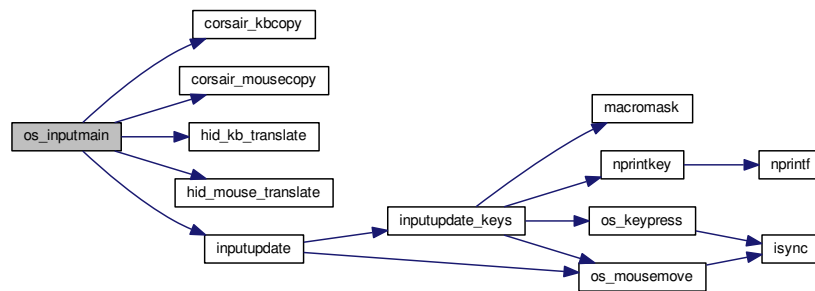 os_inputmain
corsair_kbcopy
corsair_mousecopy
hid_kb_translate
hid_mouse_translate
inputupdate
inputupdate_keys
macromask
nprintkey
os_keypress
os_mousemove
nprintf
isync